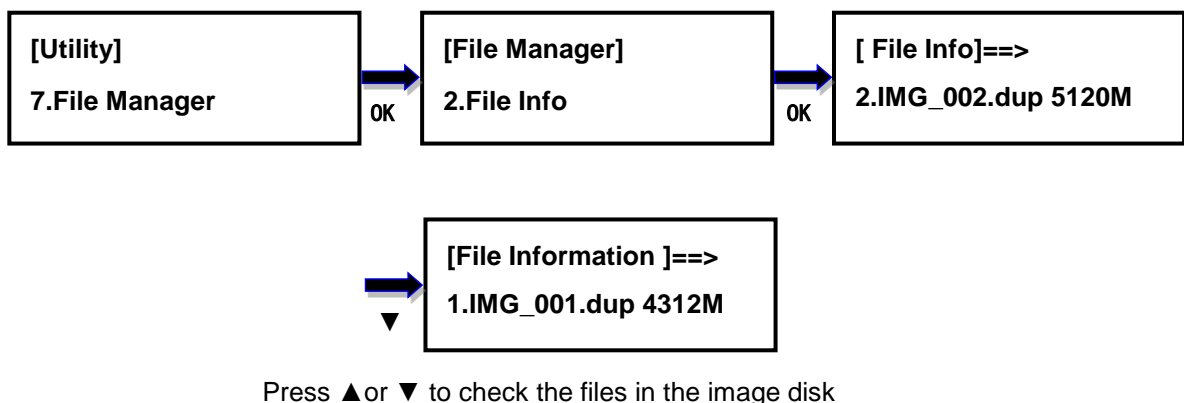 [Utility]
7.File Manager
OK
[File Manager]
2.File Info
OK
[ File Info]==>
2.IMG_002.dup 5120M
▼
[File Information ]==>
1.IMG_001.dup 4312M
Press ▲or ▼ to check the files in the image disk